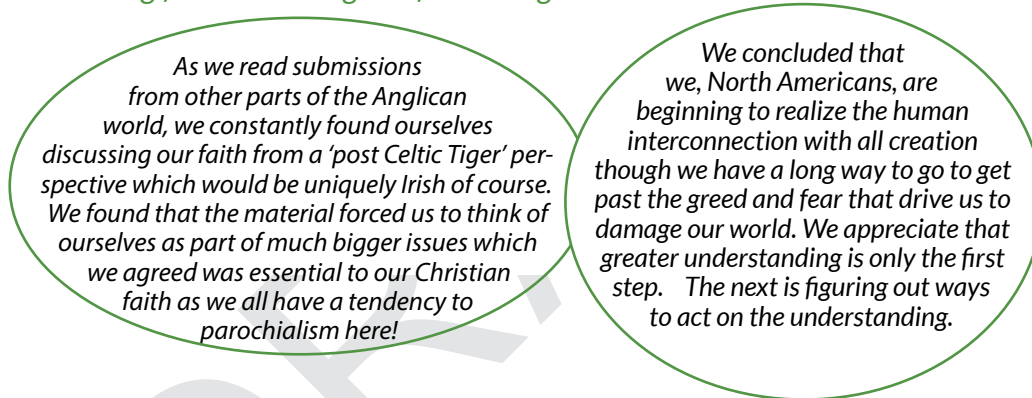 As we read submissions
from other parts of the Anglican
world, we constantly found ourselves
discussing our faith from a ‘post Celtic Tiger’ per-
spective which would be uniquely Irish of course.
We found that the material forced us to think of
ourselves as part of much bigger issues which
we agreed was essential to our Christian
faith as we all have a tendency to
parochialism here!
We concluded that
we, North Americans, are
beginning to realize the human
interconnection with all creation
though we have a long way to go to get
past the greed and fear that drive us to
damage our world. We appreciate that
greater understanding is only the first
step. The next is figuring out ways
to act on the understanding.